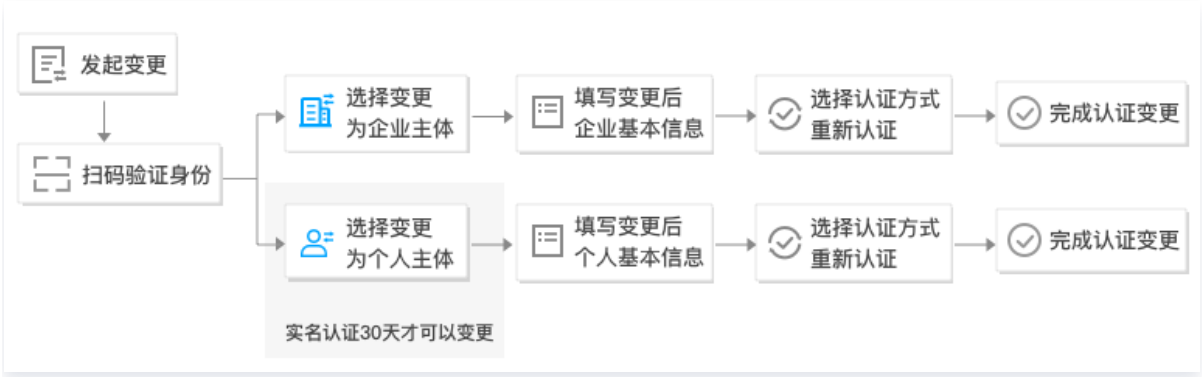 发起变更
扫码验证身份
选择变更
为企业主体
填写变更后
企业基本信息
选择认证方式
重新认证
完成认证变更
选择变更
为个人主体
填写变更后
个人基本信息
选择认证方式
重新认证
完成认证变更
实名认证30天才可以变更